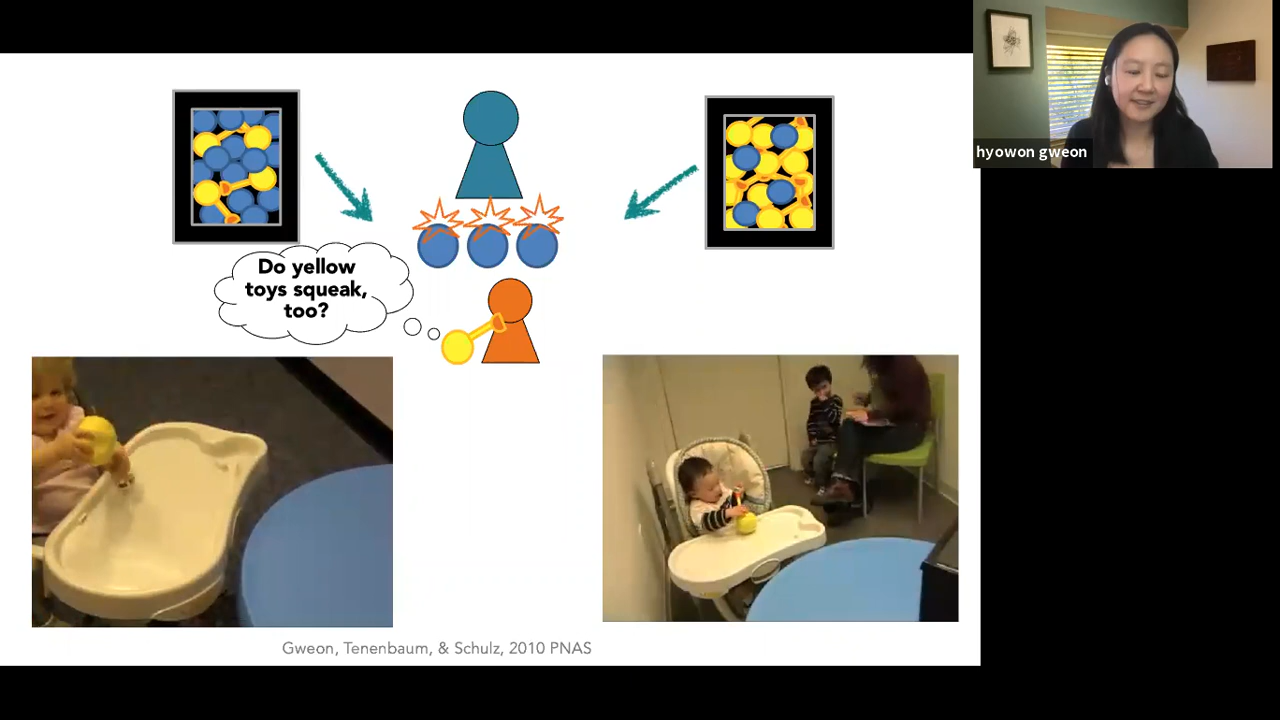 hyowon gweon
Do yellow
toys squeak,
too?
Gweon, Tenenbaum, & Schulz, 2010 PNAS